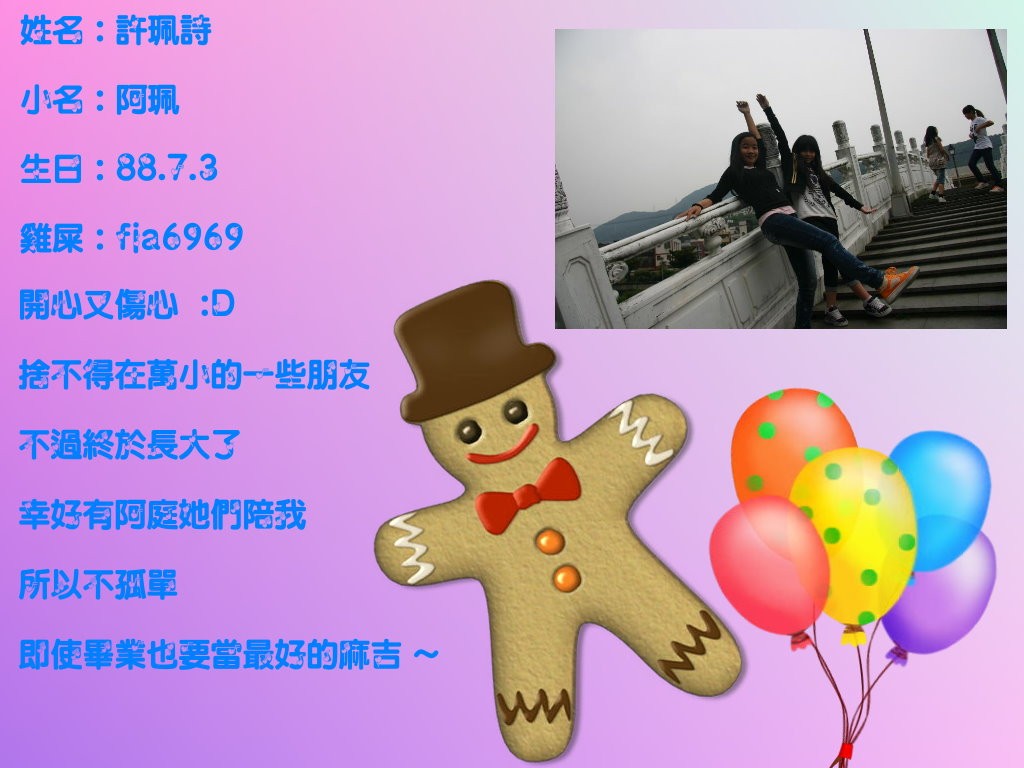 姓名：許珮詩
小名：阿珮
生日：88.7.3
雞屎：fja6969
開心又傷心 :D
捨不得在萬小的一些朋友
不過終於長大了
幸好有阿庭她們陪我
所以不孤單
即使畢業也要當最好的麻吉～